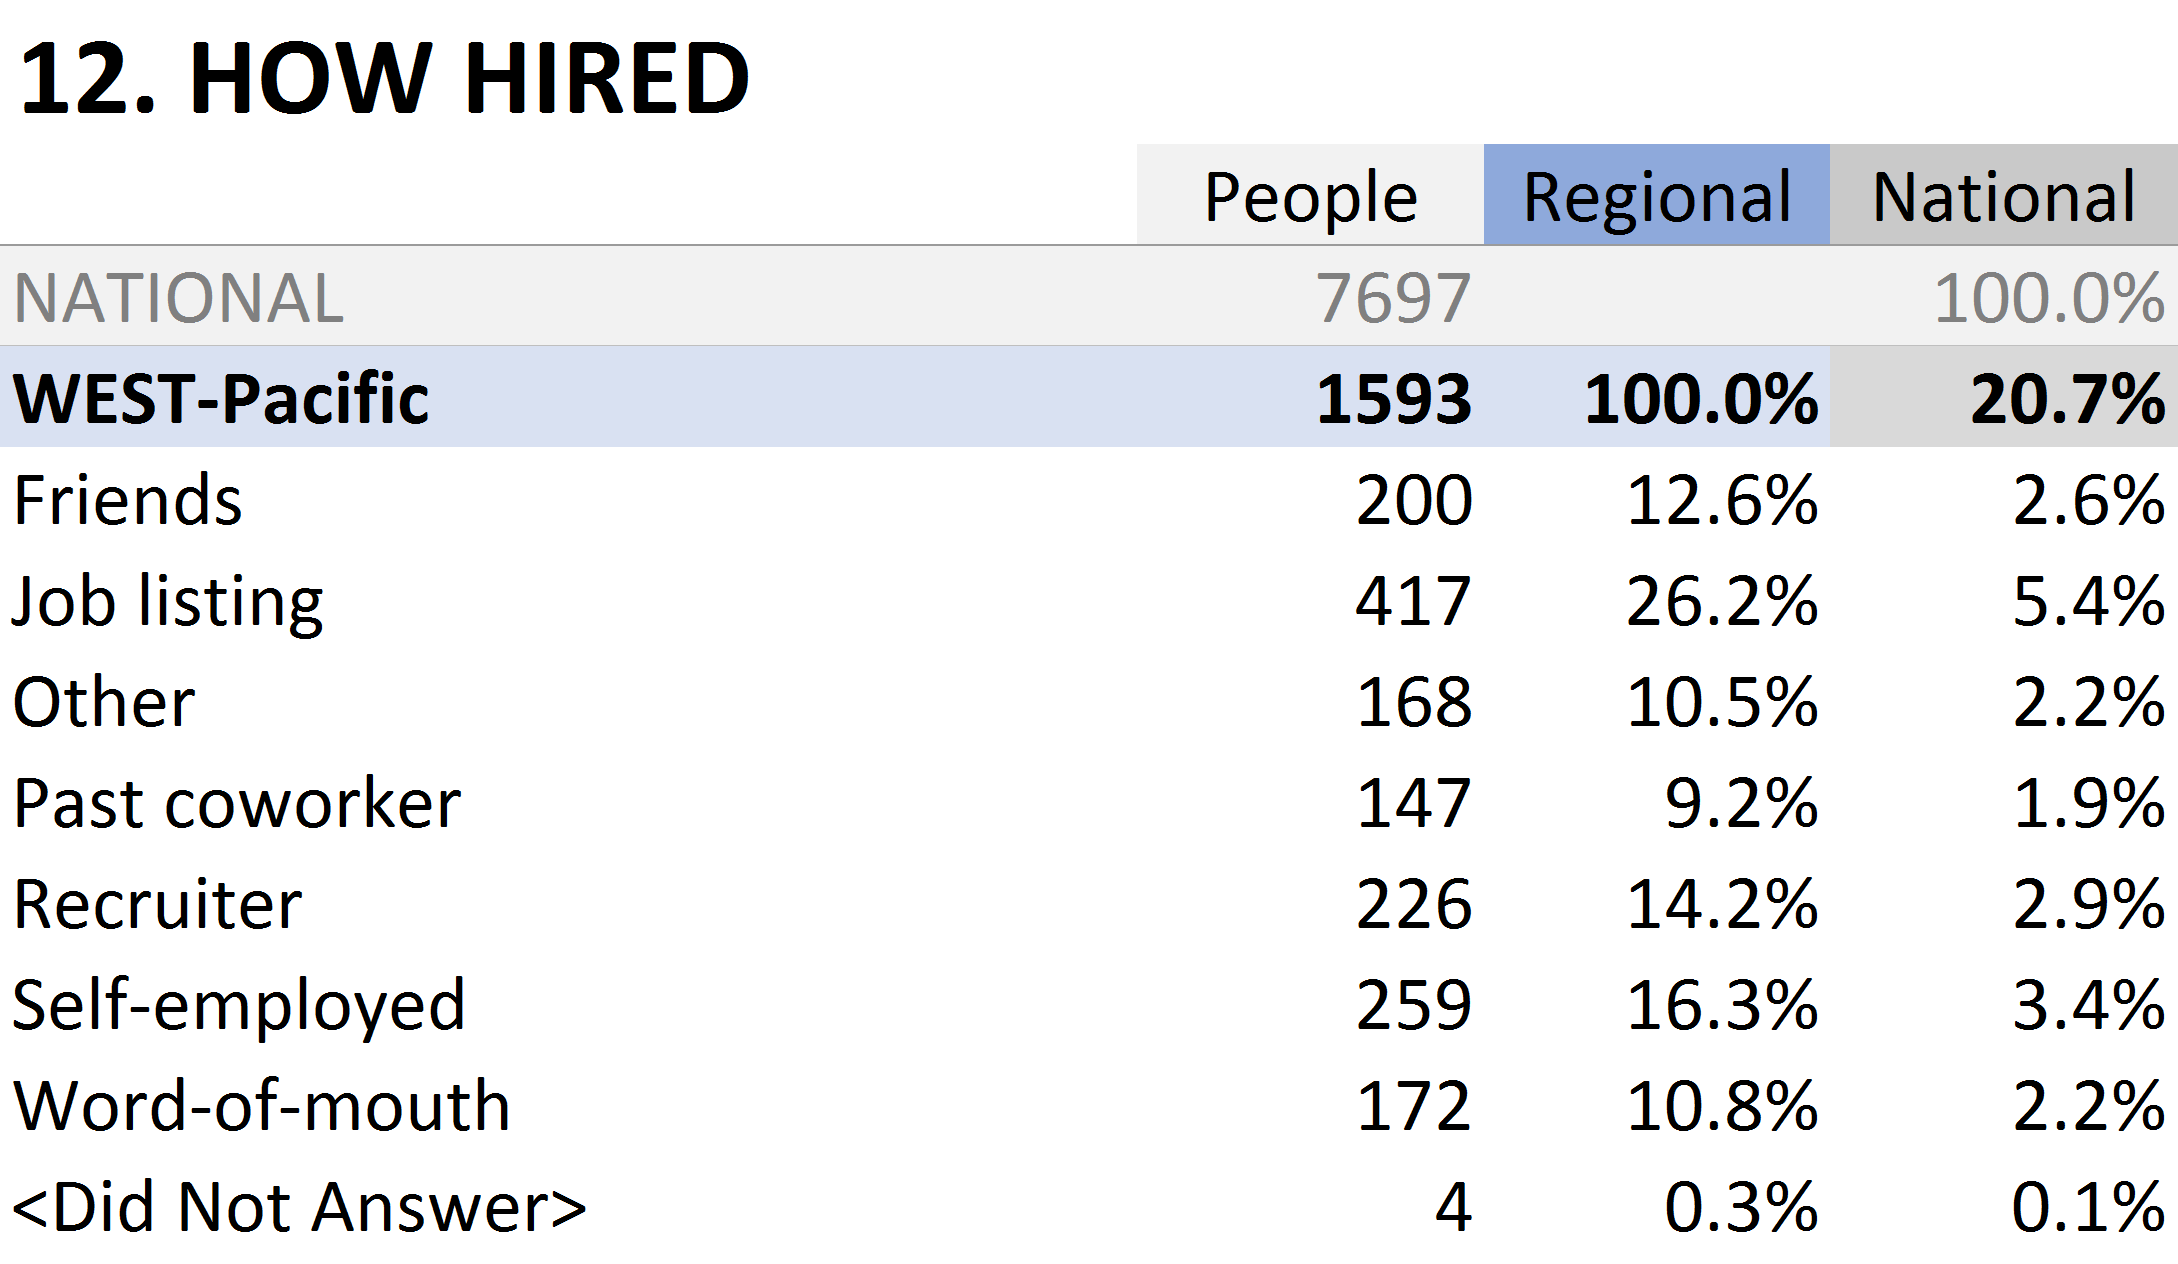 12. HOW HIRED
People Regional National
NATIONAL 7697 100.0%
WEST-Pacific 1593 100.0% 20.7%
Friends 200 12.6% 2.6%
Job listing 417 26.2% 5.4%
Other 168 10.5% 2.2%
Past coworker 147 9.2% 1.9%
Recruiter 226 14.2% 2.9%
Self-employed 259 16.3% 3.4%
Word-of-mouth 172 10.8% 2.2%
<Did Not Answer> 4 0.3% 0.1%